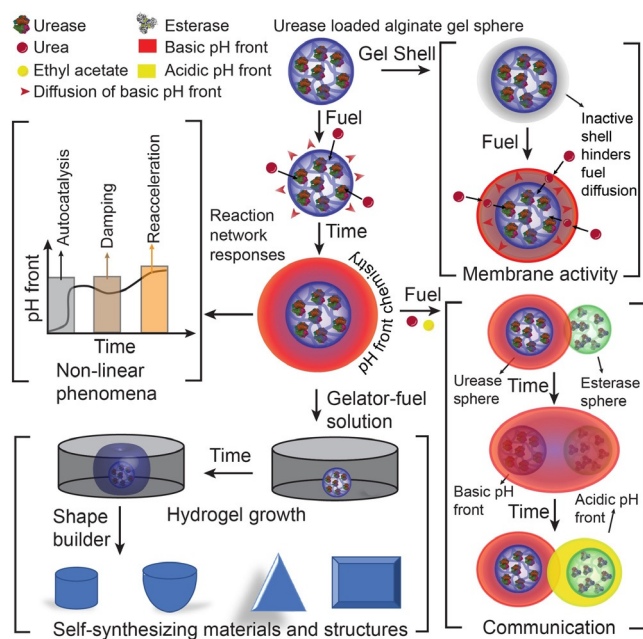 Urease
Esterase
Urea
Basic pH front
Ethyl acetate
Acidic pH front
Diffusion of basic pH front
Urease loaded alginate gel sphere
Gel Shell
Fuel
Fuel
Inactive
shell
hinders
fuel
diffusion
Membrane activity
Time
Reaction
network
responses
Autocatalysis
Damping
Reacceleration
pH front
Time
Non-linear
phenomena
pH front chemistry
Fuel
Urease
sphere
Time
Esterase
sphere
Basic pH
front
Time
Acidic pH
front
Communication
Gelator-fuel
solution
Time
Hydrogel growth
Shape
builder
Self-synthesizing materials and structures